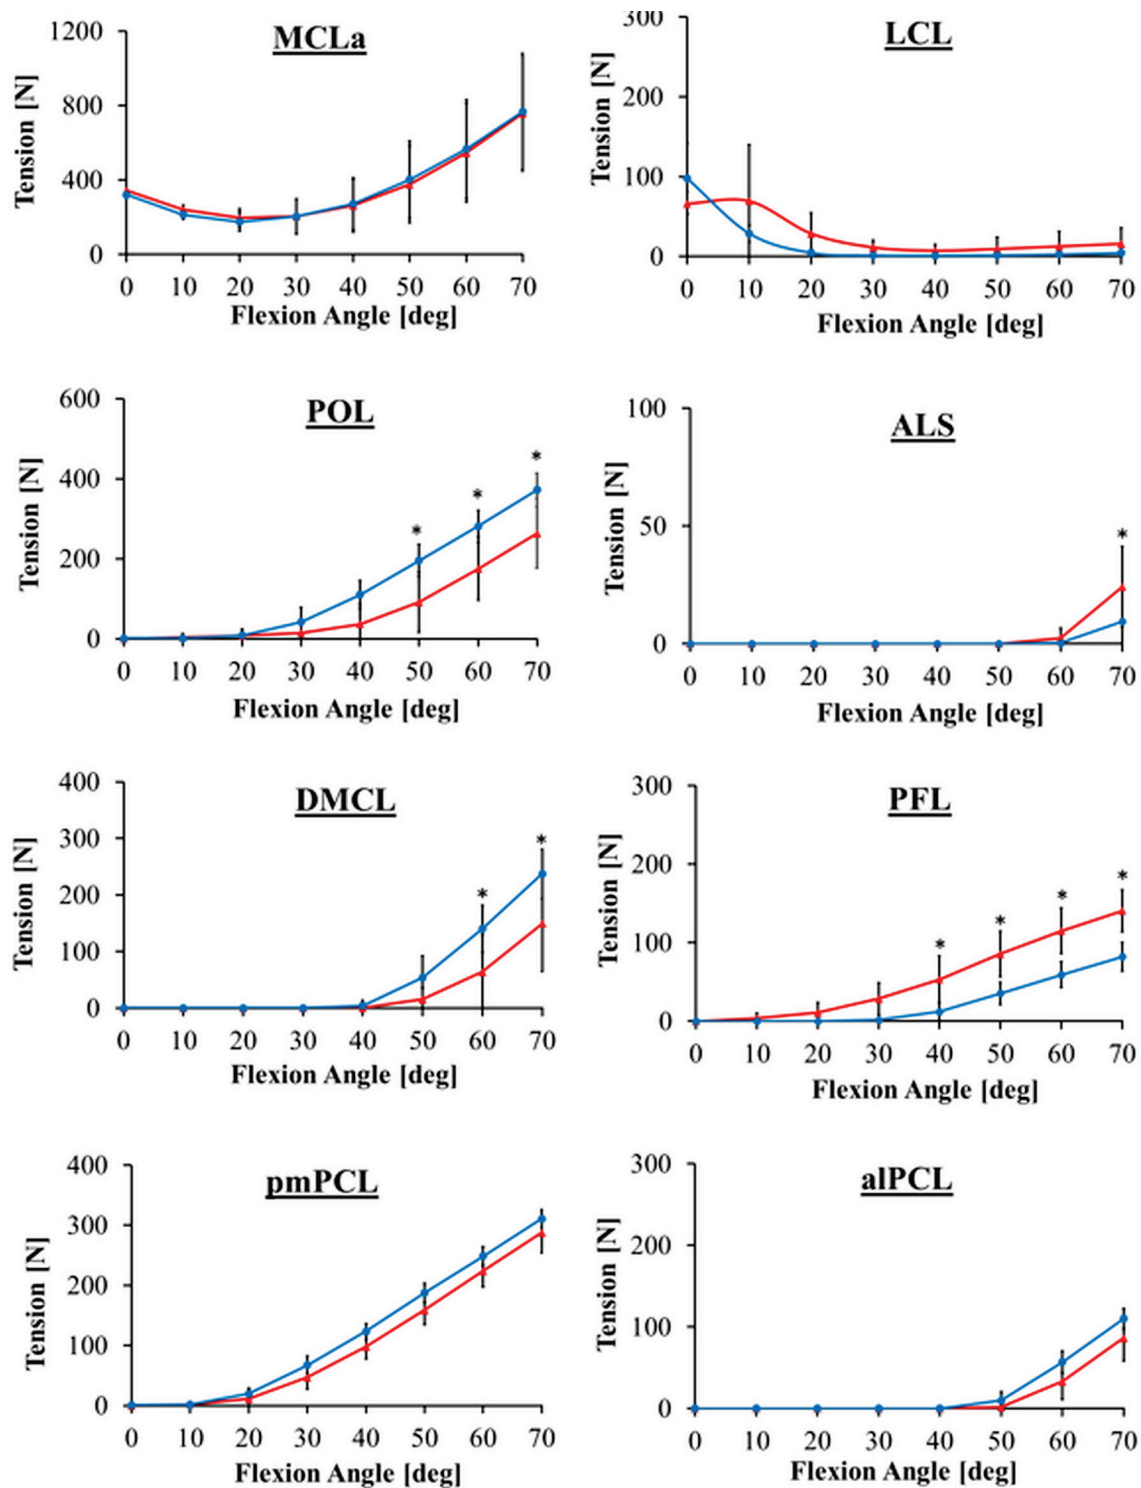 MCLa
1200
800
400
0
Tension [N]
0 10 20 30 40 50 60 70
Flexion Angle [deg]
LCL
300
200
100
0
Tension [N]
0 10 20 30 40 50 60 70
Flexion Angle [deg]
POL
600
400
200
0
Tension [N]
* * *
0 10 20 30 40 50 60 70
Flexion Angle [deg]
ALS
100
50
0
Tension [N]
*
0 10 20 30 40 50 60 70
Flexion Angle [deg]
DMCL
400
300
200
100
0
Tension [N]
* *
0 10 20 30 40 50 60 70
Flexion Angle [deg]
PFL
300
200
100
0
Tension [N]
* * * *
0 10 20 30 40 50 60 70
Flexion Angle [deg]
pmPCL
400
300
200
100
0
Tension [N]
0 10 20 30 40 50 60 70
Flexion Angle [deg]
alPCL
300
200
100
0
Tension [N]
0 10 20 30 40 50 60 70
Flexion Angle [deg]